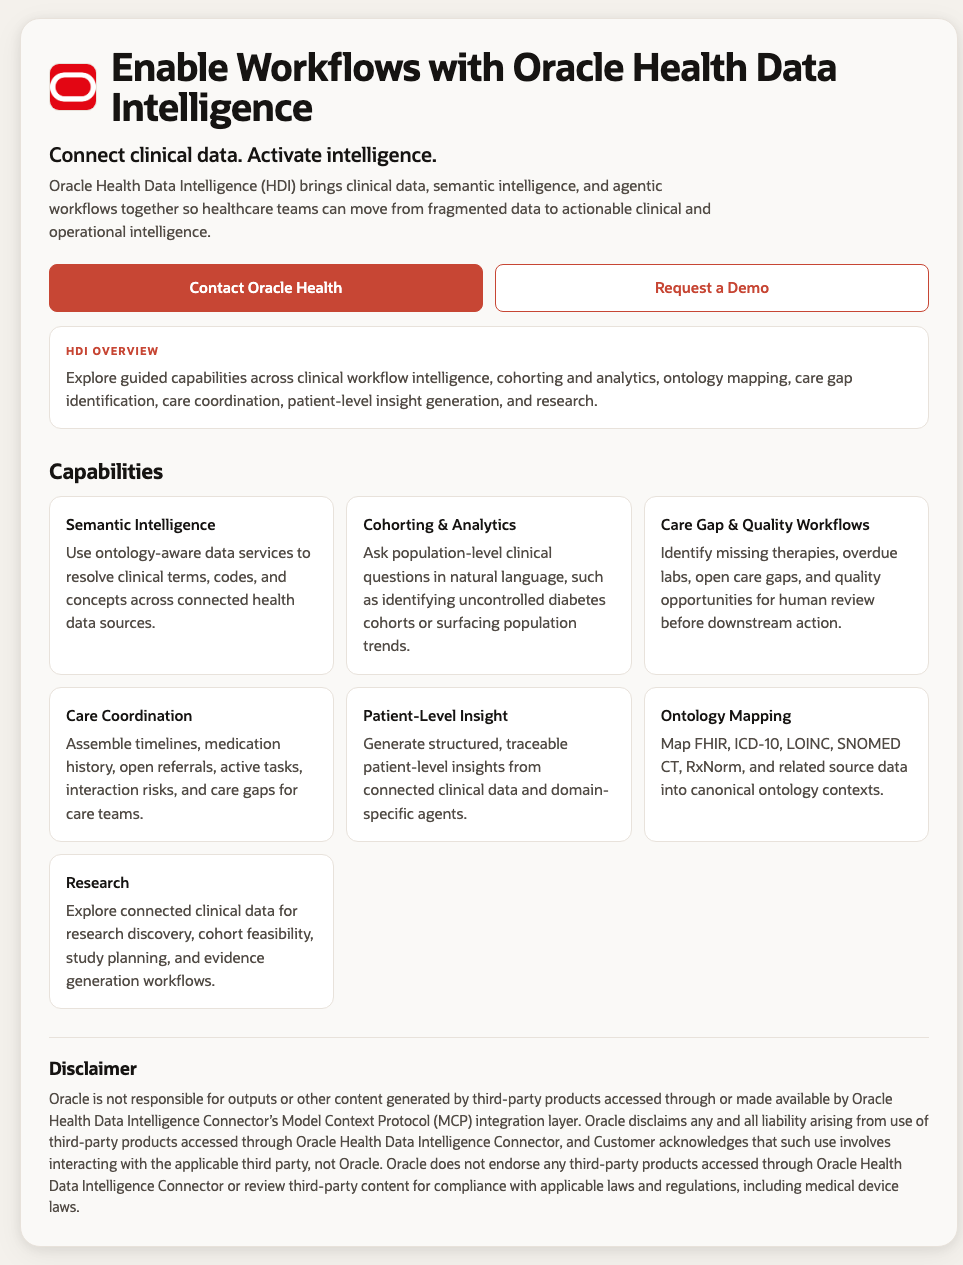 Enable Workflows with Oracle Health Data
Intelligence
Connect clinical data. Activate intelligence.
Oracle Health Data Intelligence (HDI) brings clinical data, semantic intelligence, and agentic
workflows together so healthcare teams can move from fragmented data to actionable clinical and
operational intelligence.
Contact Oracle Health
Request a Demo
HDI OVERVIEW
Explore guided capabilities across clinical workflow intelligence, cohorting and analytics, ontology mapping, care gap
identification, care coordination, patient-level insight generation, and research.
Capabilities
Semantic Intelligence
Use ontology-aware data services to
resolve clinical terms, codes, and
concepts across connected health
data sources.
Cohorting & Analytics
Ask population-level clinical
questions in natural language, such
as identifying uncontrolled diabetes
cohorts or surfacing population
trends.
Care Gap & Quality Workflows
Identify missing therapies, overdue
labs, open care gaps, and quality
opportunities for human review
before downstream action.
Care Coordination
Assemble timelines, medication
history, open referrals, active tasks,
interaction risks, and care gaps for
care teams.
Patient-Level Insight
Generate structured, traceable
patient-level insights from
connected clinical data and domain-
specific agents.
Ontology Mapping
Map FHIR, ICD-10, LOINC, SNOMED
CT, RxNorm, and related source data
into canonical ontology contexts.
Research
Explore connected clinical data for
research discovery, cohort feasibility,
study planning, and evidence
generation workflows.
Disclaimer
Oracle is not responsible for outputs or other content generated by third-party products accessed through or made available by Oracle
Health Data Intelligence Connector's Model Context Protocol (MCP) integration layer. Oracle disclaims any and all liability arising from use of
third-party products accessed through Oracle Health Data Intelligence Connector, and Customer acknowledges that such use involves
interacting with the applicable third party, not Oracle. Oracle does not endorse any third-party products accessed through Oracle Health
Data Intelligence Connector or review third-party content for compliance with applicable laws and regulations, including medical device
laws.